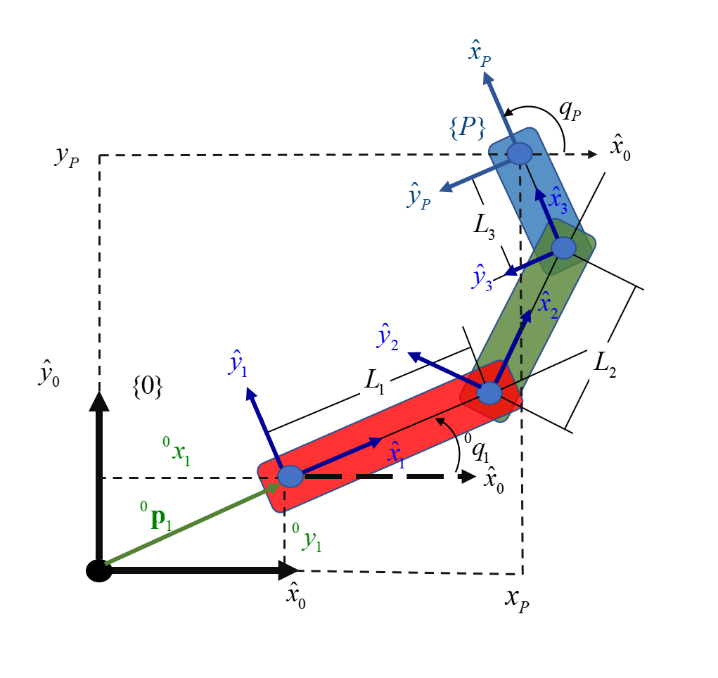 x̂_P
q_P
{P}
y_P
x̂_0
ŷ_P
x̂_3
L_3
ŷ_3
x̂_2
ŷ_2
ŷ_1
L_1
L_2
ŷ_0
{0}
^0x_1
x̂_1
^0q_1
x̂_0
^0p_1
^0y_1
x̂_0
x_P